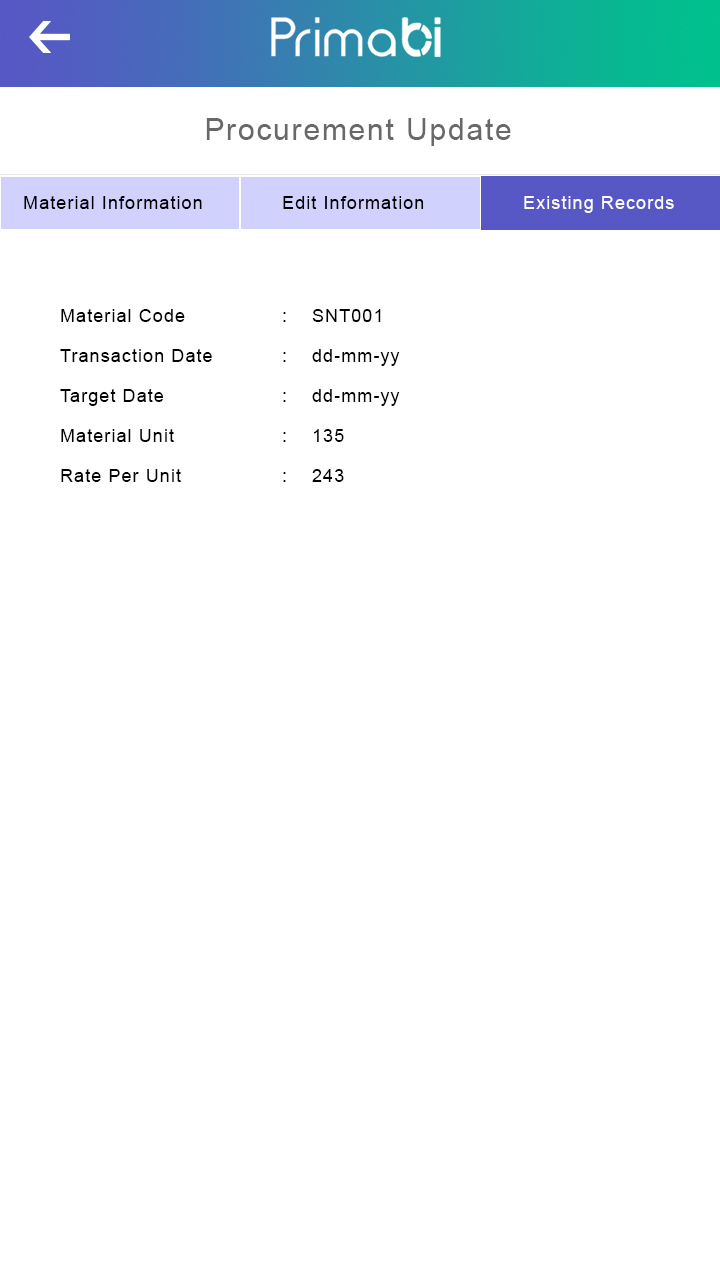 Primabi
Procurement Update
Material Information Edit Information Existing Records
Material Code : SNT001
Transaction Date : dd-mm-yy
Target Date : dd-mm-yy
Material Unit : 135
Rate Per Unit : 243